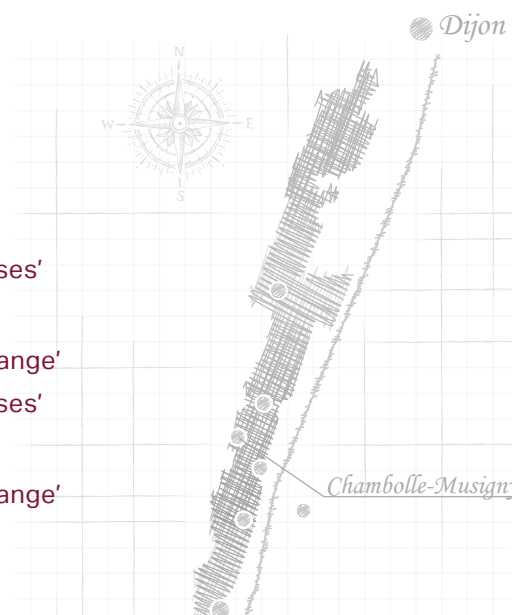 Dijon
N
W
E
S
ses’
ange’
ses’
Chambolle-Musigny
ange’